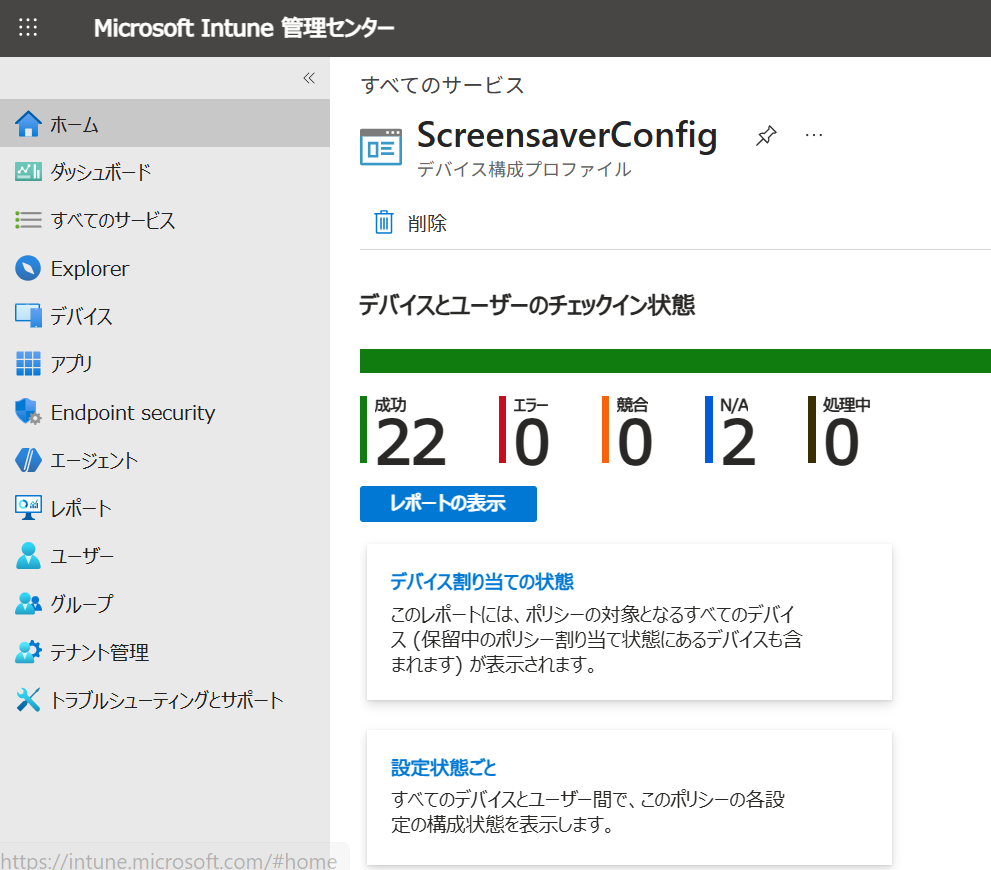 Microsoft Intune 管理センター
«
ホーム
ダッシュボード
すべてのサービス
Explorer
デバイス
アプリ
Endpoint security
エージェント
レポート
ユーザー
グループ
テナント管理
トラブルシューティングとサポート
https://intune.microsoft.com/#home
すべてのサービス
ScreensaverConfig
…
デバイス構成プロファイル
削除
デバイスとユーザーのチェックイン状態
成功 エラー 競合 N/A 処理中
22 0 0 2 0
レポートの表示
デバイス割り当ての状態
このレポートには、ポリシーの対象となるすべてのデバイ
ス (保留中のポリシー割り当て状態にあるデバイスも含
まれます) が表示されます。
設定状態ごと
すべてのデバイスとユーザー間で、このポリシーの各設
定の構成状態を表示します。